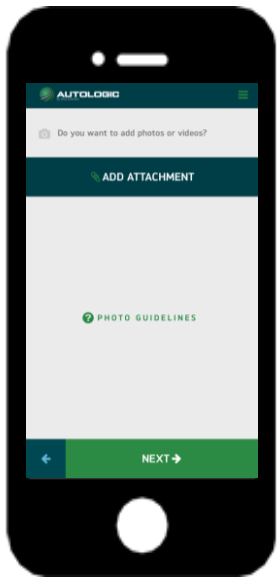 AUTOLOGIC
Do you want to add photos or videos?
ADD ATTACHMENT
? PHOTO GUIDELINES
NEXT